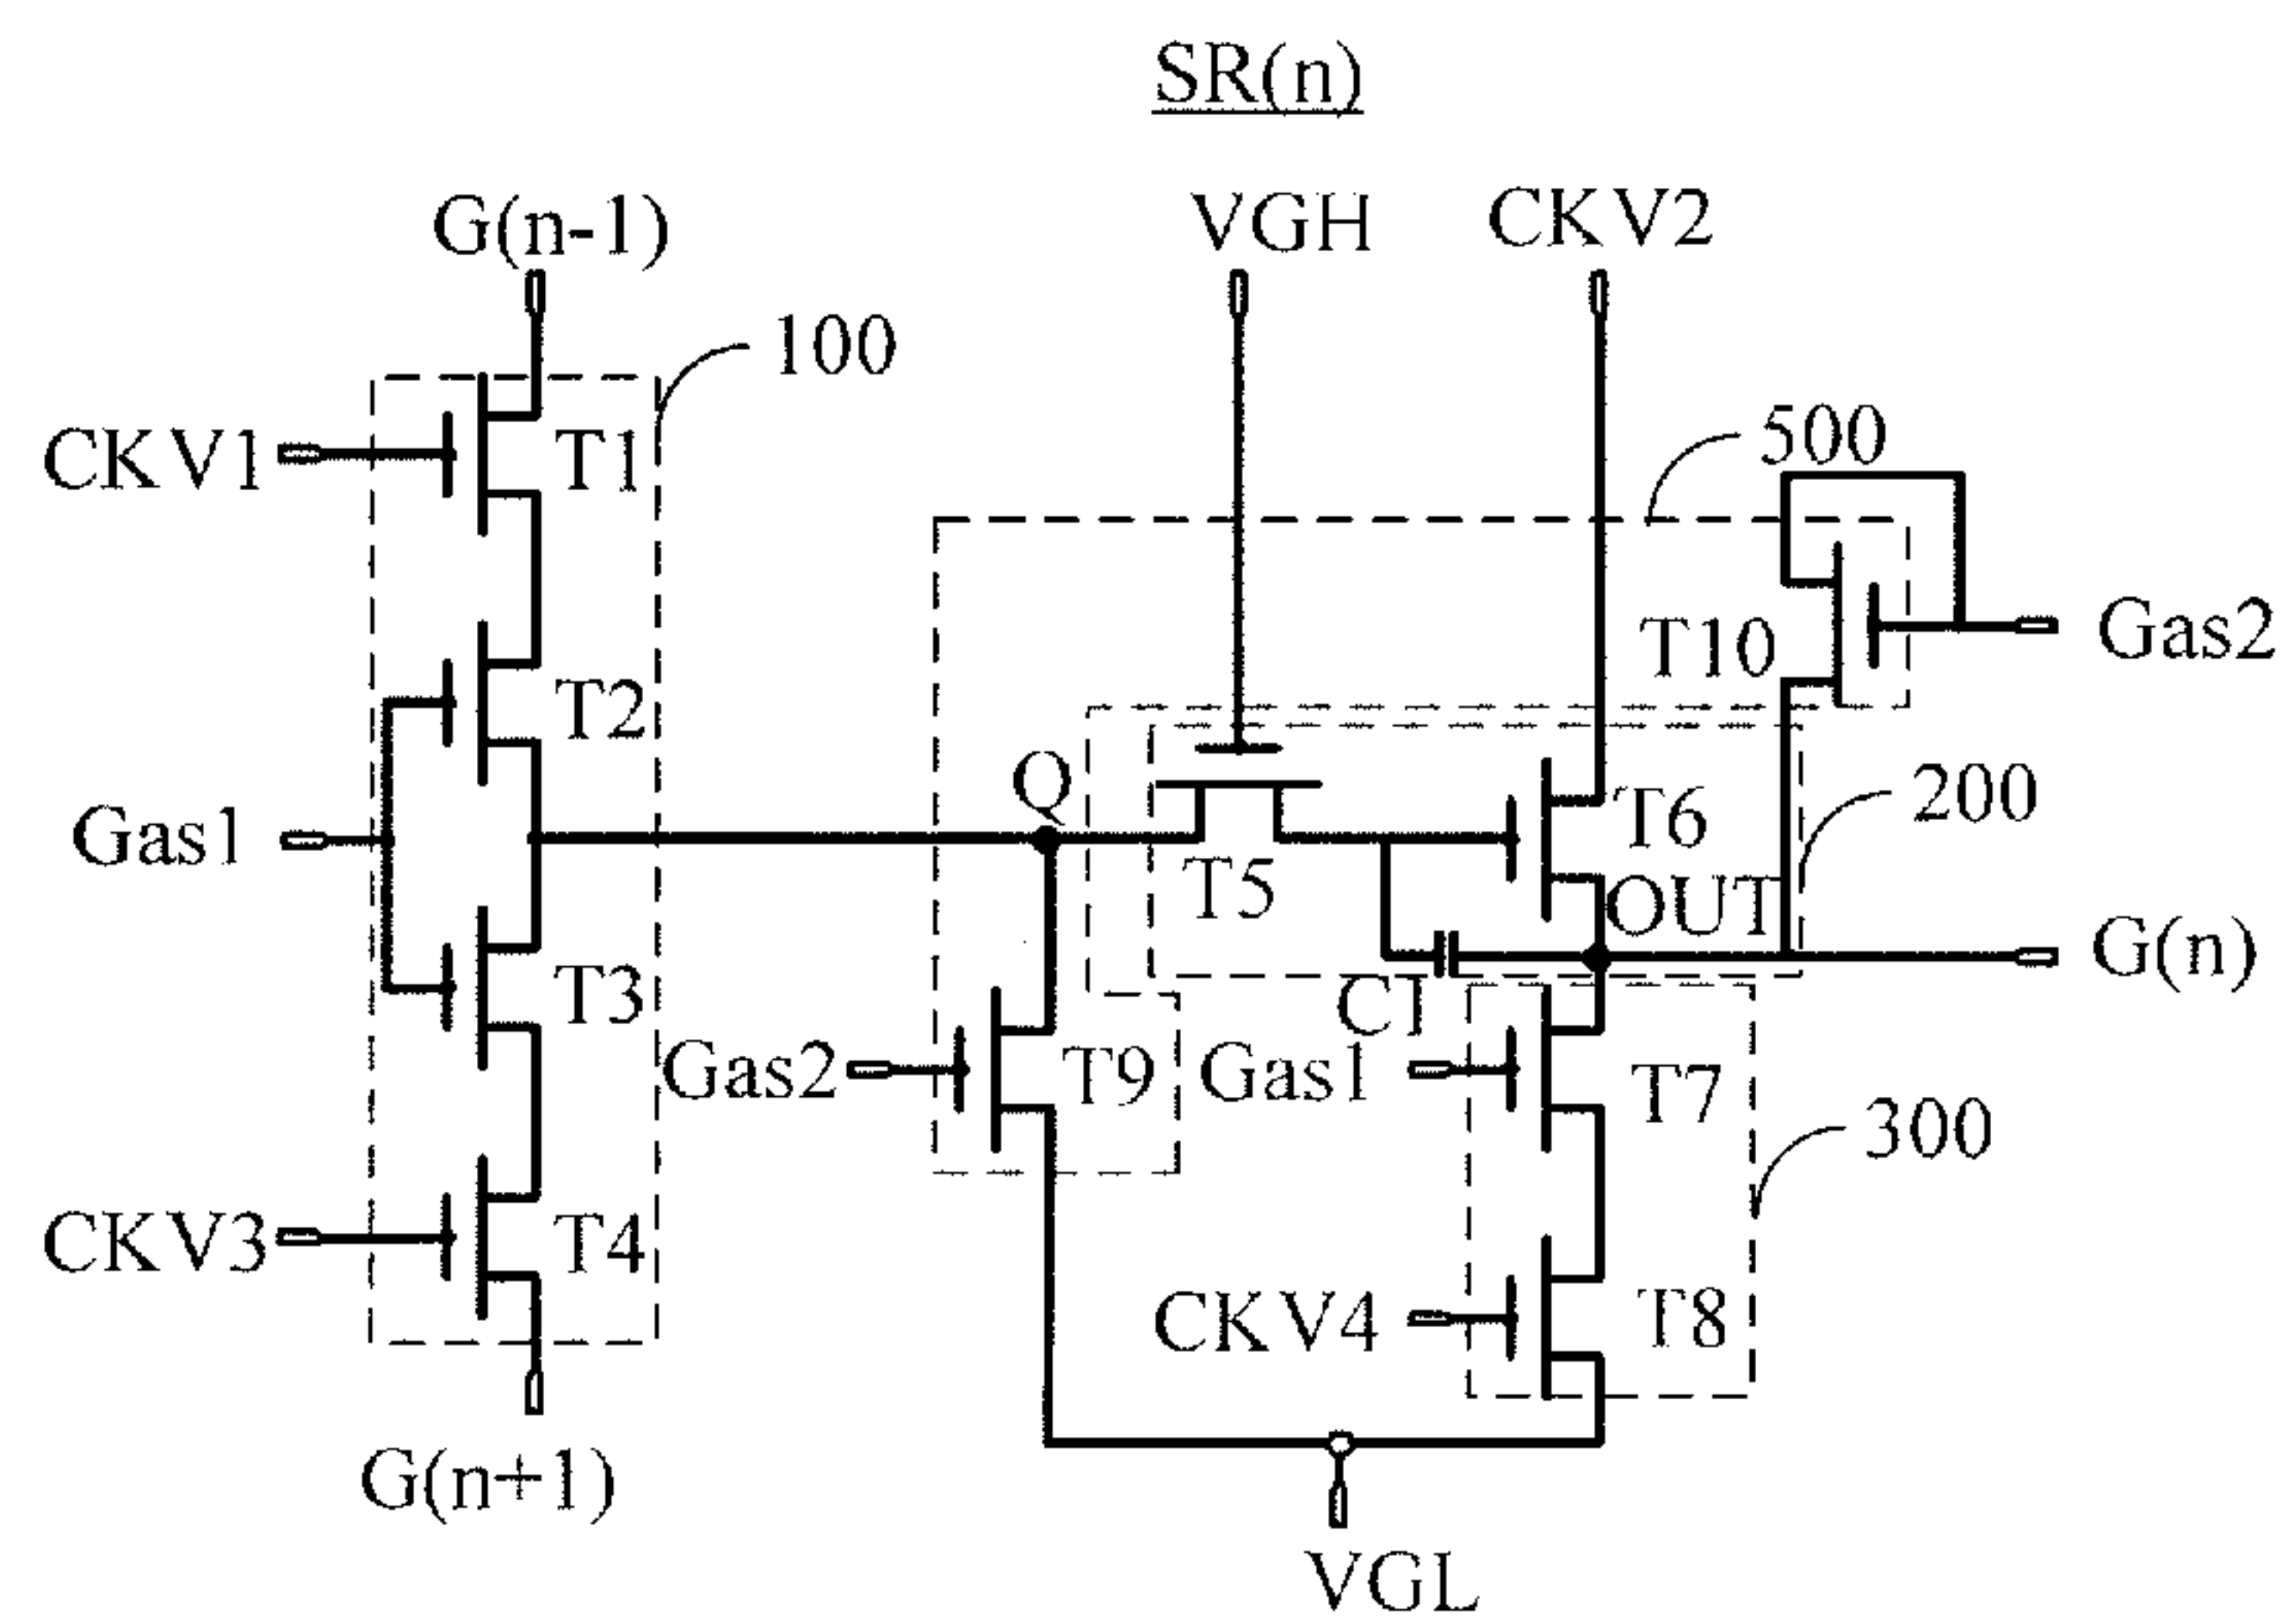 SR(n)
G(n-1)
VGH
CKV2
100
CKV1
T1
500
T2
T10
Gas2
Q
T6
200
Gas1
T5
OUT
G(n)
T3
C1
Gas2
T9
Gas1
T7
300
CKV3
T4
CKV4
T8
G(n+1)
VGL